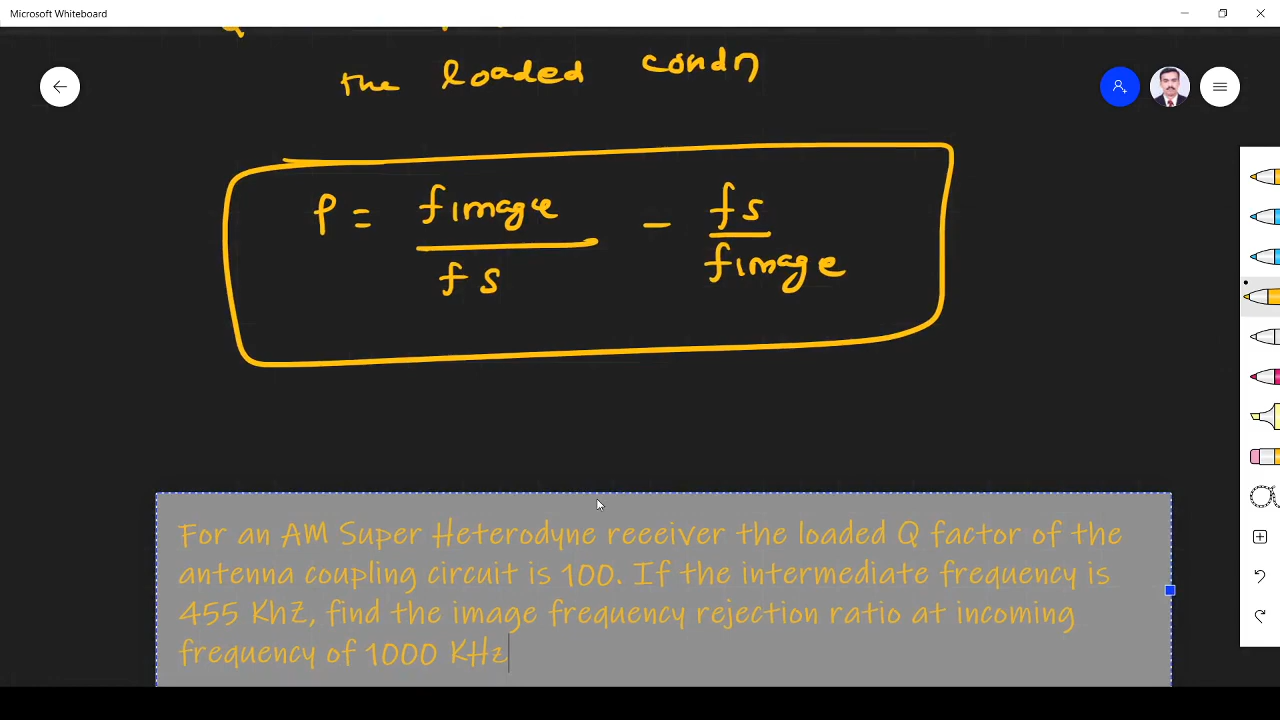 Microsoft Whiteboard
the loaded condn
ρ = fimage / fs - fs / fimage
For an AM Super Heterodyne reeeiver the loaded Q factor of the
antenna coupling circuit is 100. If the intermediate frequency is
455 KhZ, find the image frequency rejection ratio at incoming
frequency of 1000 KHz